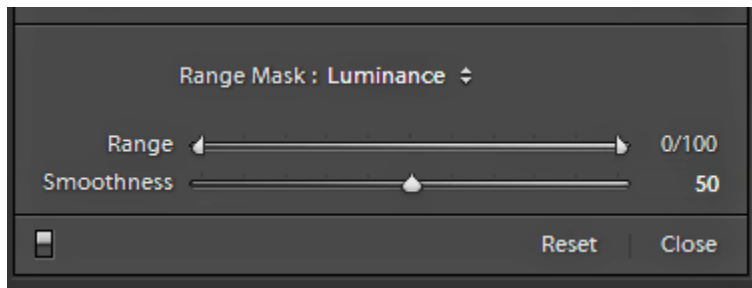 Range Mask : Luminance
Range 0/100
Smoothness 50
Reset Close